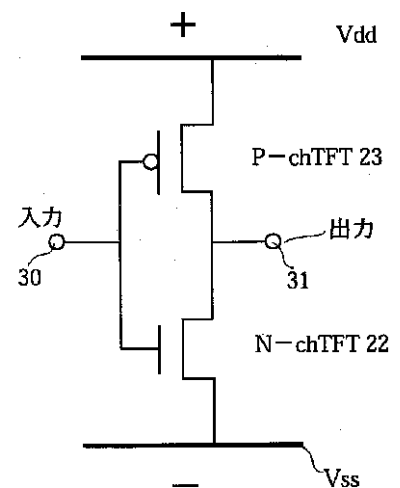 +
Vdd
P-chTFT 23
入力
30
出力
31
N-chTFT 22
Vss
−